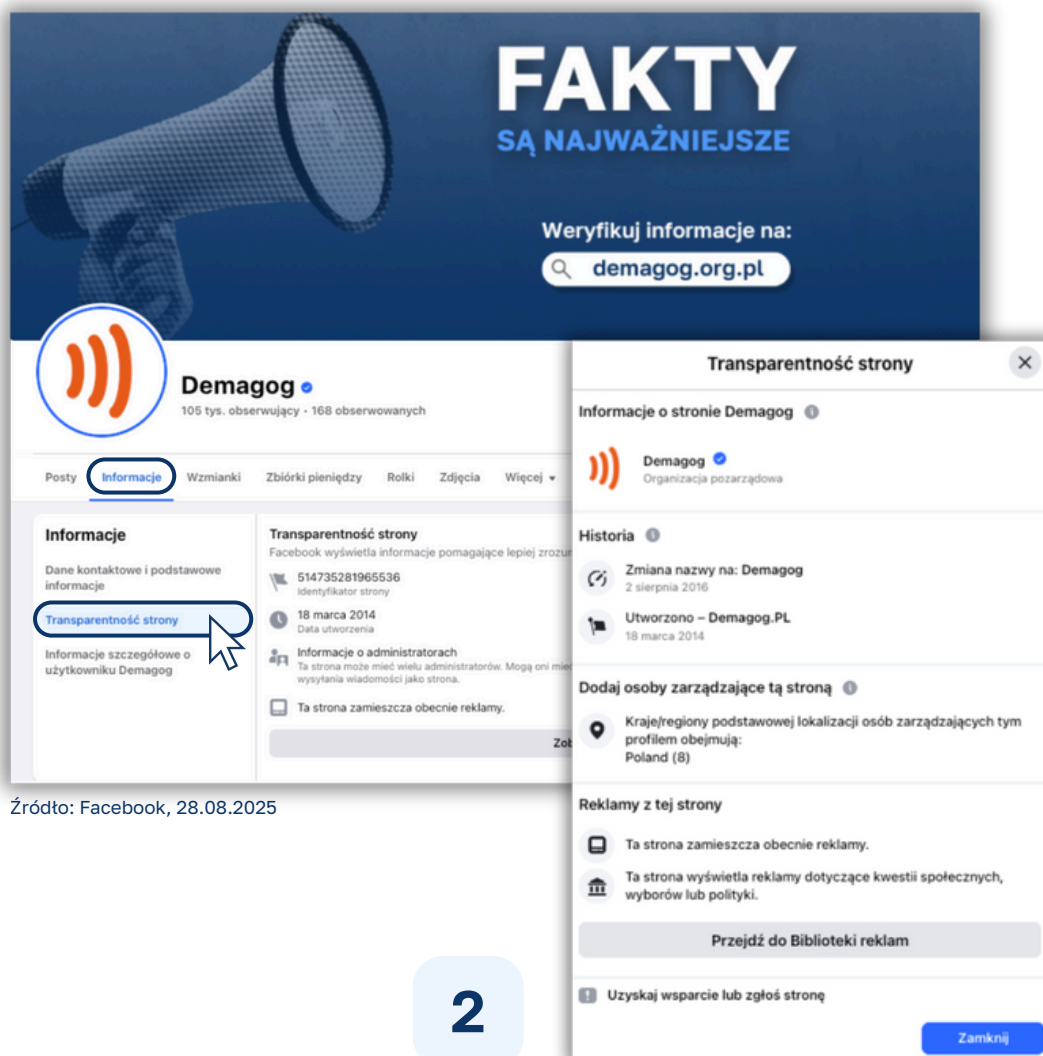 FAKTY
SĄ NAJWAŻNIEJSZE
Weryfikuj informacje na:
demagog.org.pl
Demagog
105 tys. obserwujący • 168 obserwowanych
Posty Informacje Wzmianki Zbiórki pieniędzy Rolki Zdjęcia Więcej
Informacje
Dane kontaktowe i podstawowe
informacje
Transparentność strony
Informacje szczegółowe o
użytkowniku Demagog
Transparentność strony
Facebook wyświetla informacje pomagające lepiej
514735281965536
Identyfikator strony
18 marca 2014
Data utworzenia
Informacje o administratorach
Ta strona może mieć wielu administratorów. Mogą oni
wysyłania wiadomości jako strona.
Ta strona zamieszcza obecnie reklamy.
Źródło: Facebook, 28.08.2025
Transparentność strony
Informacje o stronie Demagog
Demagog
Organizacja pozarządowa
Historia
Zmiana nazwy na: Demagog
2 sierpnia 2016
Utworzono – Demagog.PL
18 marca 2014
Dodaj osoby zarządzające tą stroną
Kraje/regiony podstawowej lokalizacji osób zarządzających tym
profilem obejmują:
Poland (8)
Reklamy z tej strony
Ta strona zamieszcza obecnie reklamy.
Ta strona wyświetla reklamy dotyczące kwestii społecznych,
wyborów lub polityki.
Przejdź do Biblioteki reklam
Uzyskaj wsparcie lub zgłoś stronę
Zamknij
2